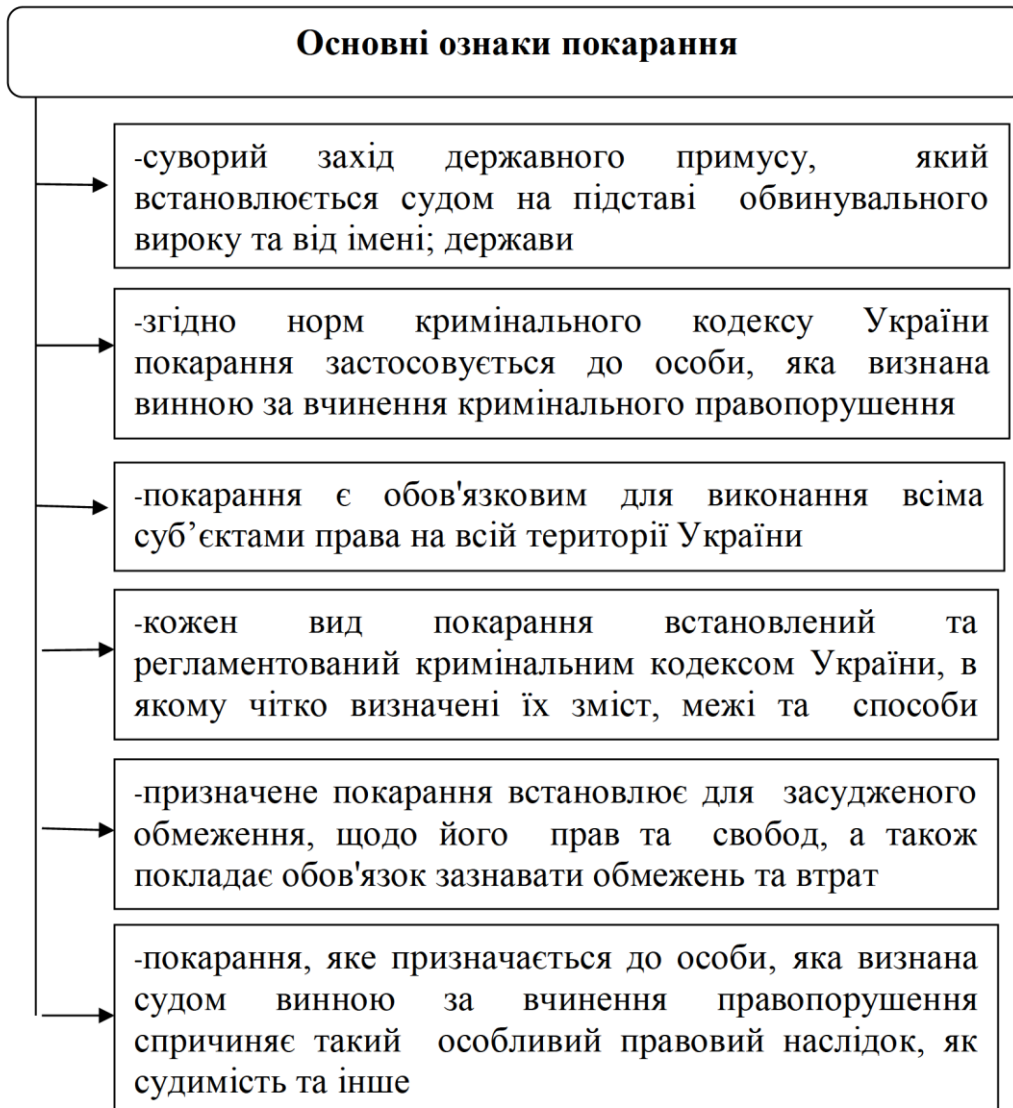 Основні ознаки покарання
-суворий захід державного примусу, який
встановлюється судом на підставі обвинувального
вироку та від імені; держави
-згідно норм кримінального кодексу України
покарання застосовується до особи, яка визнана
винною за вчинення кримінального правопорушення
-покарання є обов'язковим для виконання всіма
суб’єктами права на всій території України
-кожен вид покарання встановлений та
регламентований кримінальним кодексом України, в
якому чітко визначені їх зміст, межі та способи
-призначене покарання встановлює для засудженого
обмеження, щодо його прав та свобод, а також
покладає обов'язок зазнавати обмежень та втрат
-покарання, яке призначається до особи, яка визнана
судом винною за вчинення правопорушення
спричиняє такий особливий правовий наслідок, як
судимість та інше